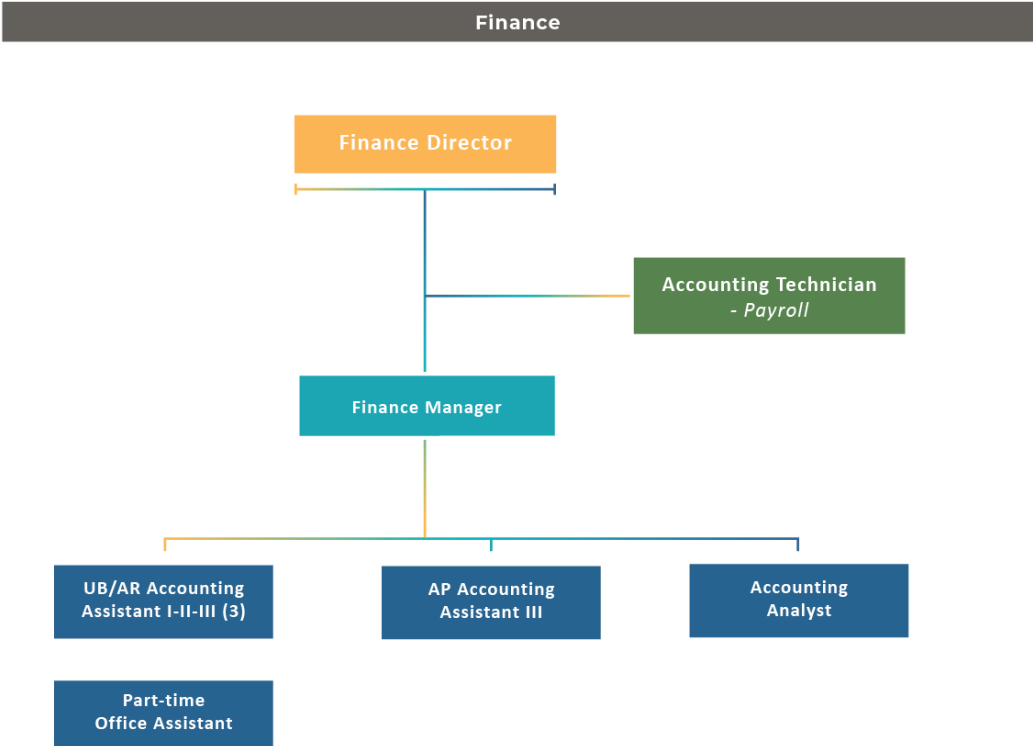 Finance
Finance Director
Accounting Technician
- Payroll
Finance Manager
UB/AR Accounting
Assistant I-II-III (3)
AP Accounting
Assistant III
Accounting
Analyst
Part-time
Office Assistant